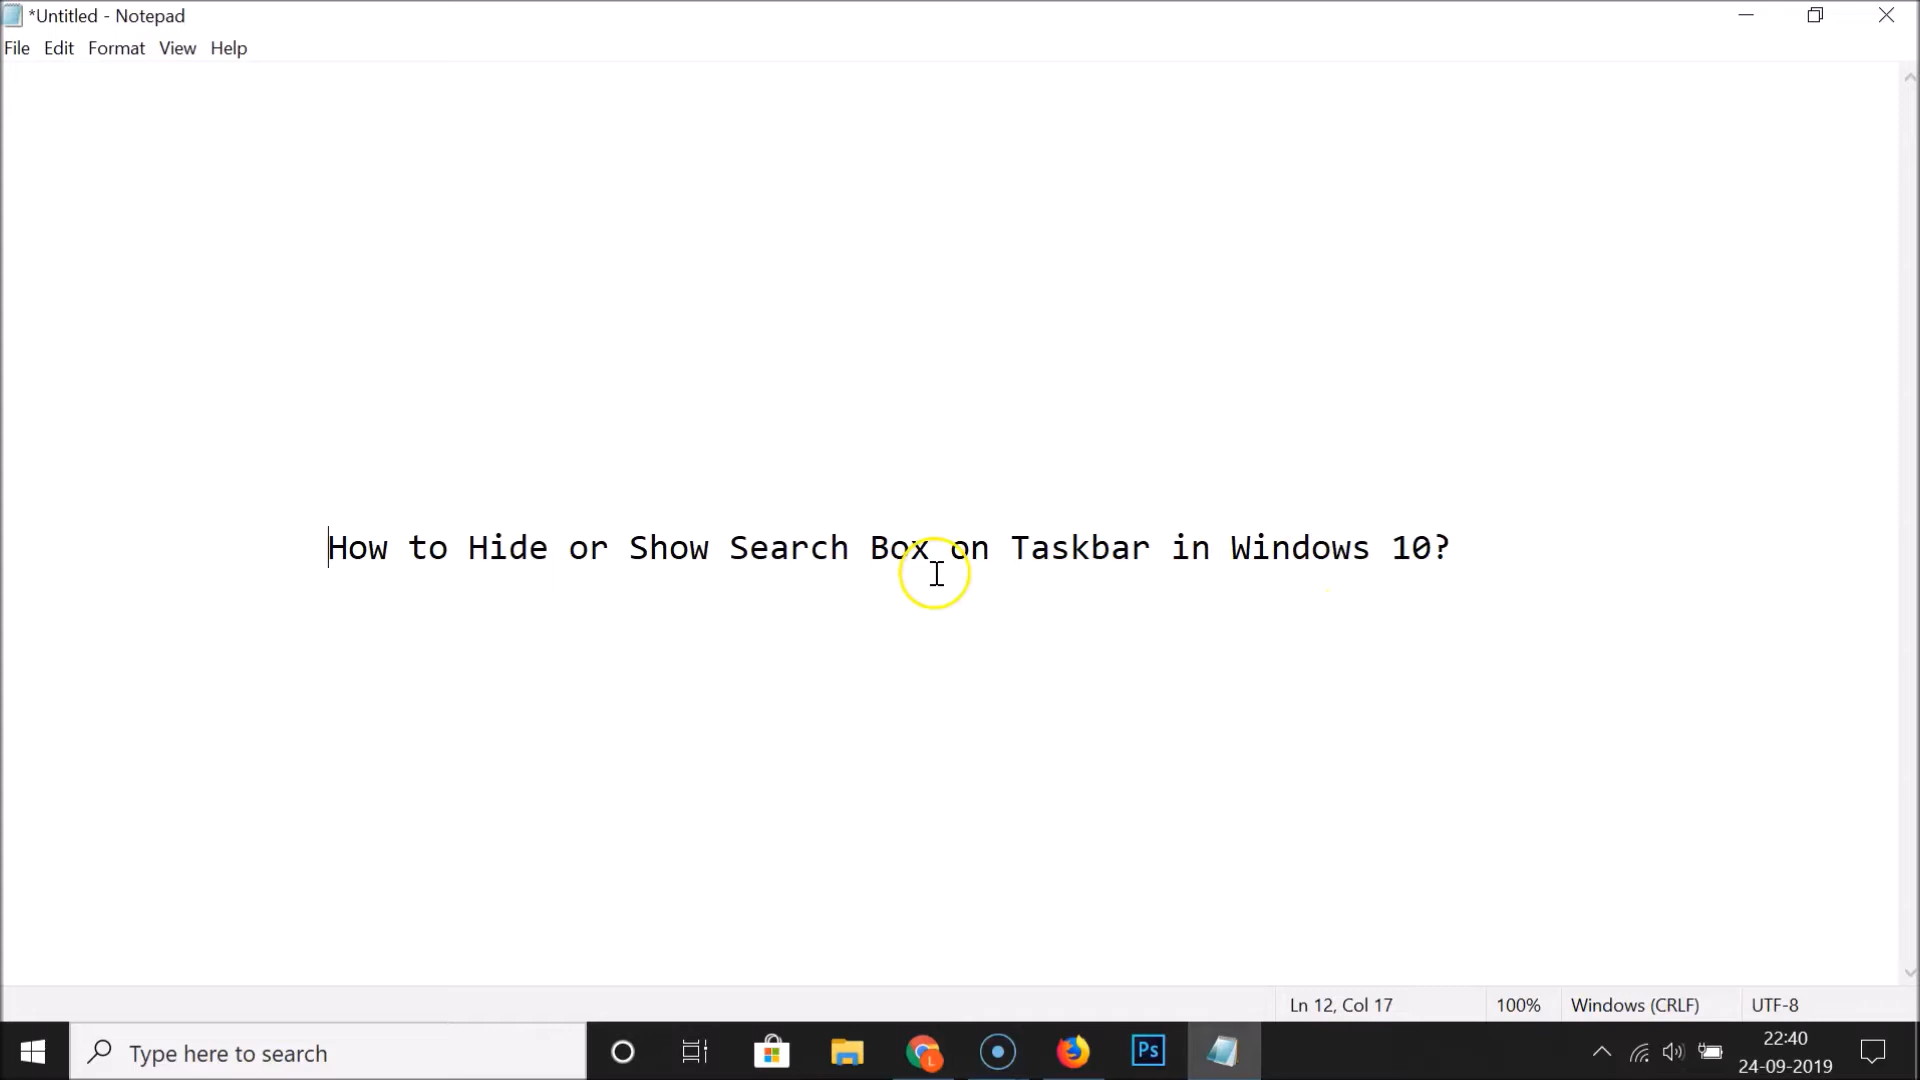 *Untitled - Notepad
File Edit Format View Help
How to Hide or Show Search Box on Taskbar in Windows 10?
Ln 12, Col 17 100% Windows (CRLF) UTF-8
Type here to search L Ps 22:40
24-09-2019